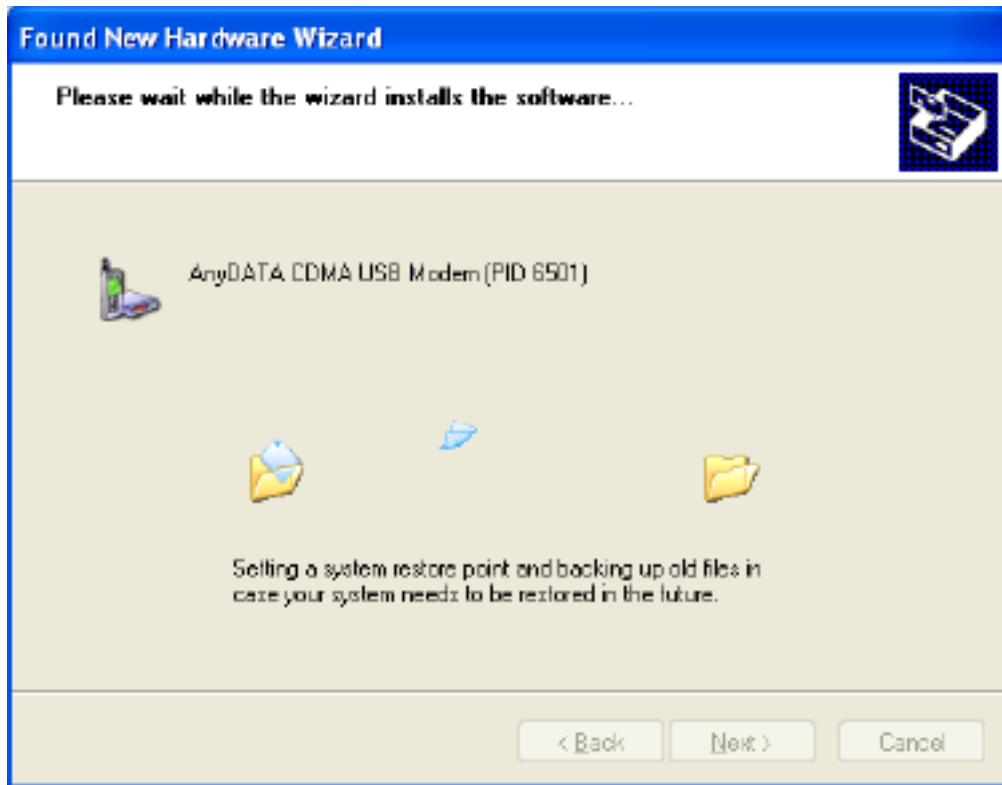 Found New Hardware Wizard
Please wait while the wizard installs the software...
AnyDATA CDMA USB Modem (PID 6501)
Setting a system restore point and backing up old files in
case your system needs to be restored in the future.
< Back
Next >
Cancel